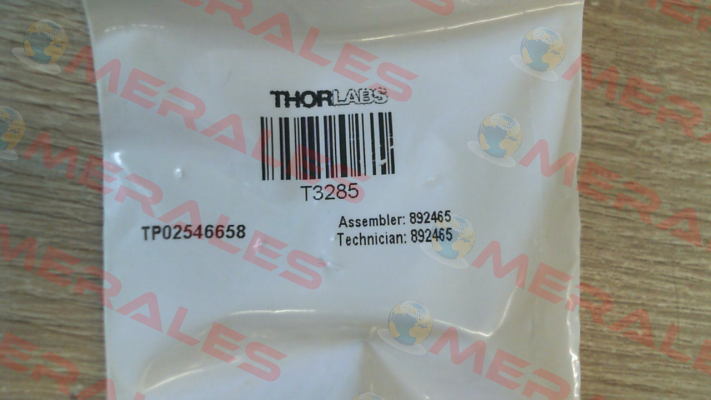 THORLABS
T3285
TP02546658
Assembler: 892465
Technician: 892465
MERALES
MERALES
MERALES
MERALES